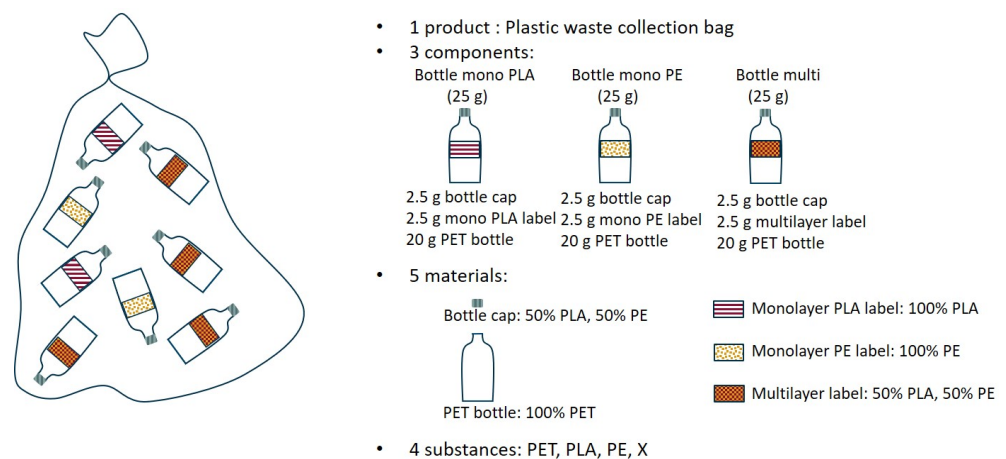 • 1 product : Plastic waste collection bag
• 3 components:
Bottle mono PLA
(25 g)
2.5 g bottle cap
2.5 g mono PLA label
20 g PET bottle
Bottle mono PE
(25 g)
2.5 g bottle cap
2.5 g mono PE label
20 g PET bottle
Bottle multi
(25 g)
2.5 g bottle cap
2.5 g multilayer label
20 g PET bottle
• 5 materials:
Bottle cap: 50% PLA, 50% PE
PET bottle: 100% PET
Monolayer PLA label: 100% PLA
Monolayer PE label: 100% PE
Multilayer label: 50% PLA, 50% PE
• 4 substances: PET, PLA, PE, X